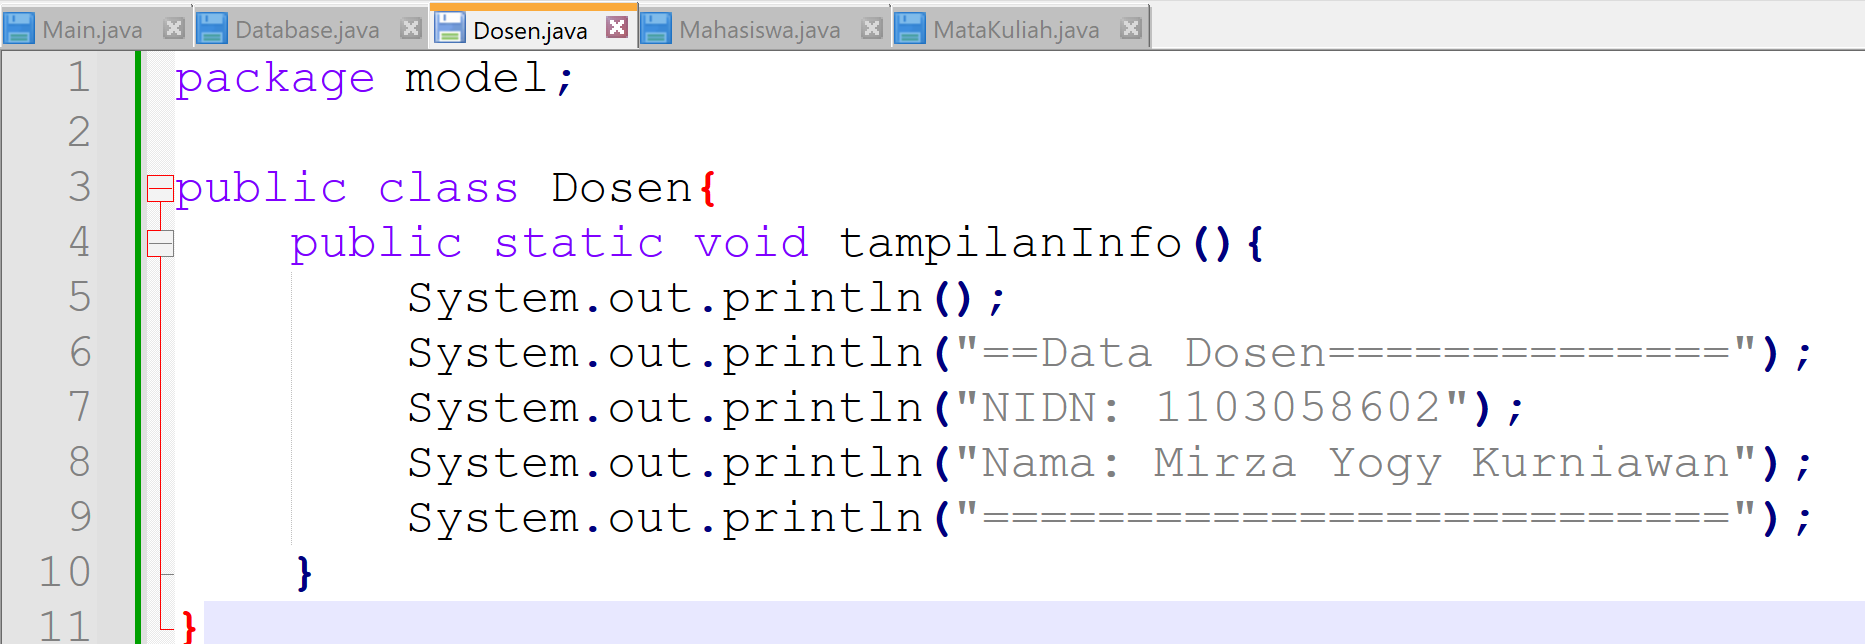 Main.java Database.java Dosen.java Mahasiswa.java MataKuliah.java
1 package model;
2
3 public class Dosen{
4 public static void tampilanInfo(){
5 System.out.println();
6 System.out.println("==Data Dosen==============");
7 System.out.println("NIDN: 1103058602");
8 System.out.println("Nama: Mirza Yogy Kurniawan");
9 System.out.println("==========================");
10 }
11 }